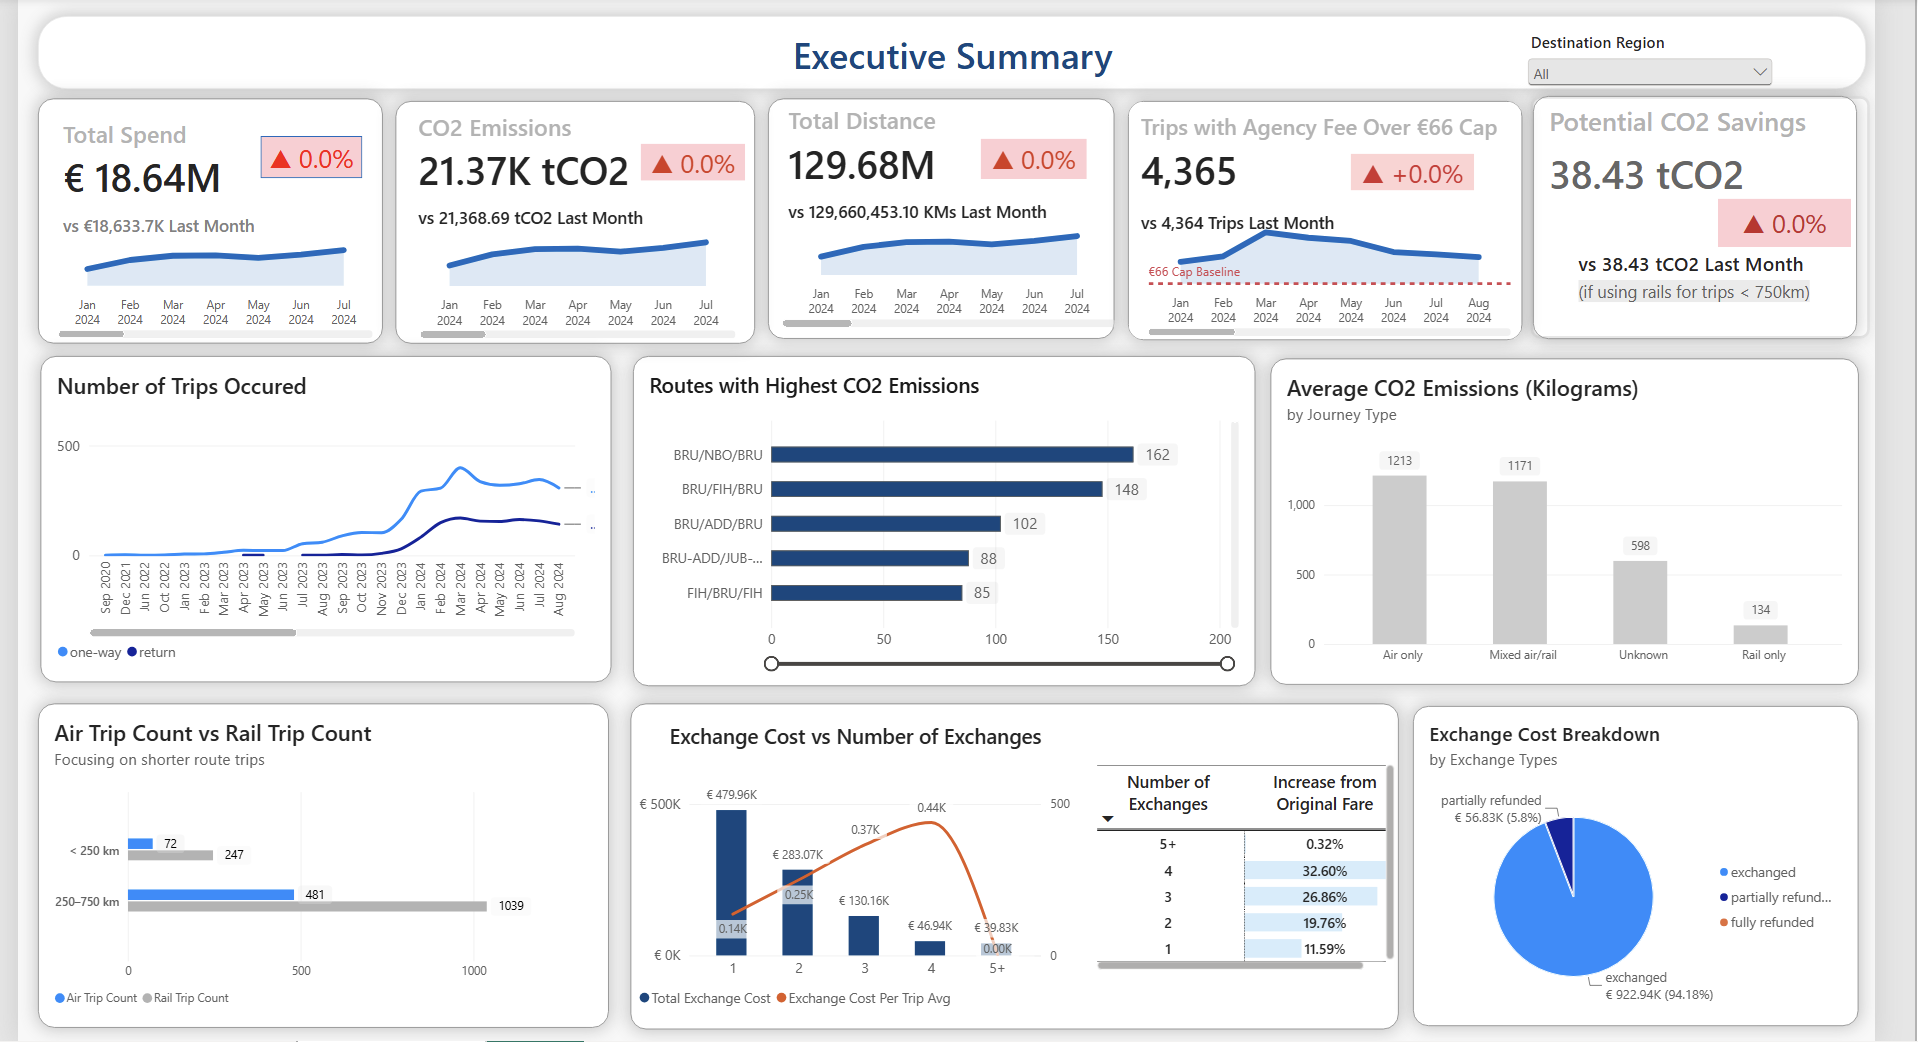 Executive Summary
Destination Region
All
Total Spend
€ 18.64M
▲ 0.0%
vs €18,633.7K Last Month
Jan Feb Mar Apr May Jun Jul
2024 2024 2024 2024 2024 2024 2024
CO2 Emissions
21.37K tCO2
▲ 0.0%
vs 21,368.69 tCO2 Last Month
Jan Feb Mar Apr May Jun Jul
2024 2024 2024 2024 2024 2024 2024
Total Distance
129.68M
▲ 0.0%
vs 129,660,453.10 KMs Last Month
Jan Feb Mar Apr May Jun Jul
2024 2024 2024 2024 2024 2024 2024
Trips with Agency Fee Over €66 Cap
4,365
▲ +0.0%
vs 4,364 Trips Last Month
€66 Cap Baseline
Jan Feb Mar Apr May Jun Jul Aug
2024 2024 2024 2024 2024 2024 2024 2024
Potential CO2 Savings
38.43 tCO2
▲ 0.0%
vs 38.43 tCO2 Last Month
(if using rails for trips < 750km)
Number of Trips Occured
500
..
..
0
Sep 2020
Dec 2021
Jun 2022
Oct 2022
Jan 2023
Feb 2023
Mar 2023
Apr 2023
May 2023
Jun 2023
Jul 2023
Aug 2023
Sep 2023
Oct 2023
Nov 2023
Dec 2023
Jan 2024
Feb 2024
Mar 2024
Apr 2024
May 2024
Jun 2024
Jul 2024
Aug 2024
one-way return
Routes with Highest CO2 Emissions
BRU/NBO/BRU 162
BRU/FIH/BRU 148
BRU/ADD/BRU 102
BRU-ADD/JUB-... 88
FIH/BRU/FIH 85
0 50 100 150 200
Average CO2 Emissions (Kilograms)
by Journey Type
1213 1171 598 134
1,000
500
0
Air only Mixed air/rail Unknown Rail only
Air Trip Count vs Rail Trip Count
Focusing on shorter route trips
< 250 km 72
247
250–750 km 481
1039
0 500 1000
Air Trip Count Rail Trip Count
Exchange Cost vs Number of Exchanges
€ 500K
€ 0K
500
0
€ 479.96K
€ 283.07K
€ 130.16K
€ 46.94K
€ 39.83K
0.14K
0.25K
0.37K
0.44K
0.00K
1 2 3 4 5+
Total Exchange Cost Exchange Cost Per Trip Avg
Number of Exchanges Increase from Original Fare
5+ 0.32%
4 32.60%
3 26.86%
2 19.76%
1 11.59%
Exchange Cost Breakdown
by Exchange Types
partially refunded
€ 56.83K (5.8%)
exchanged
partially refund...
fully refunded
exchanged
€ 922.94K (94.18%)